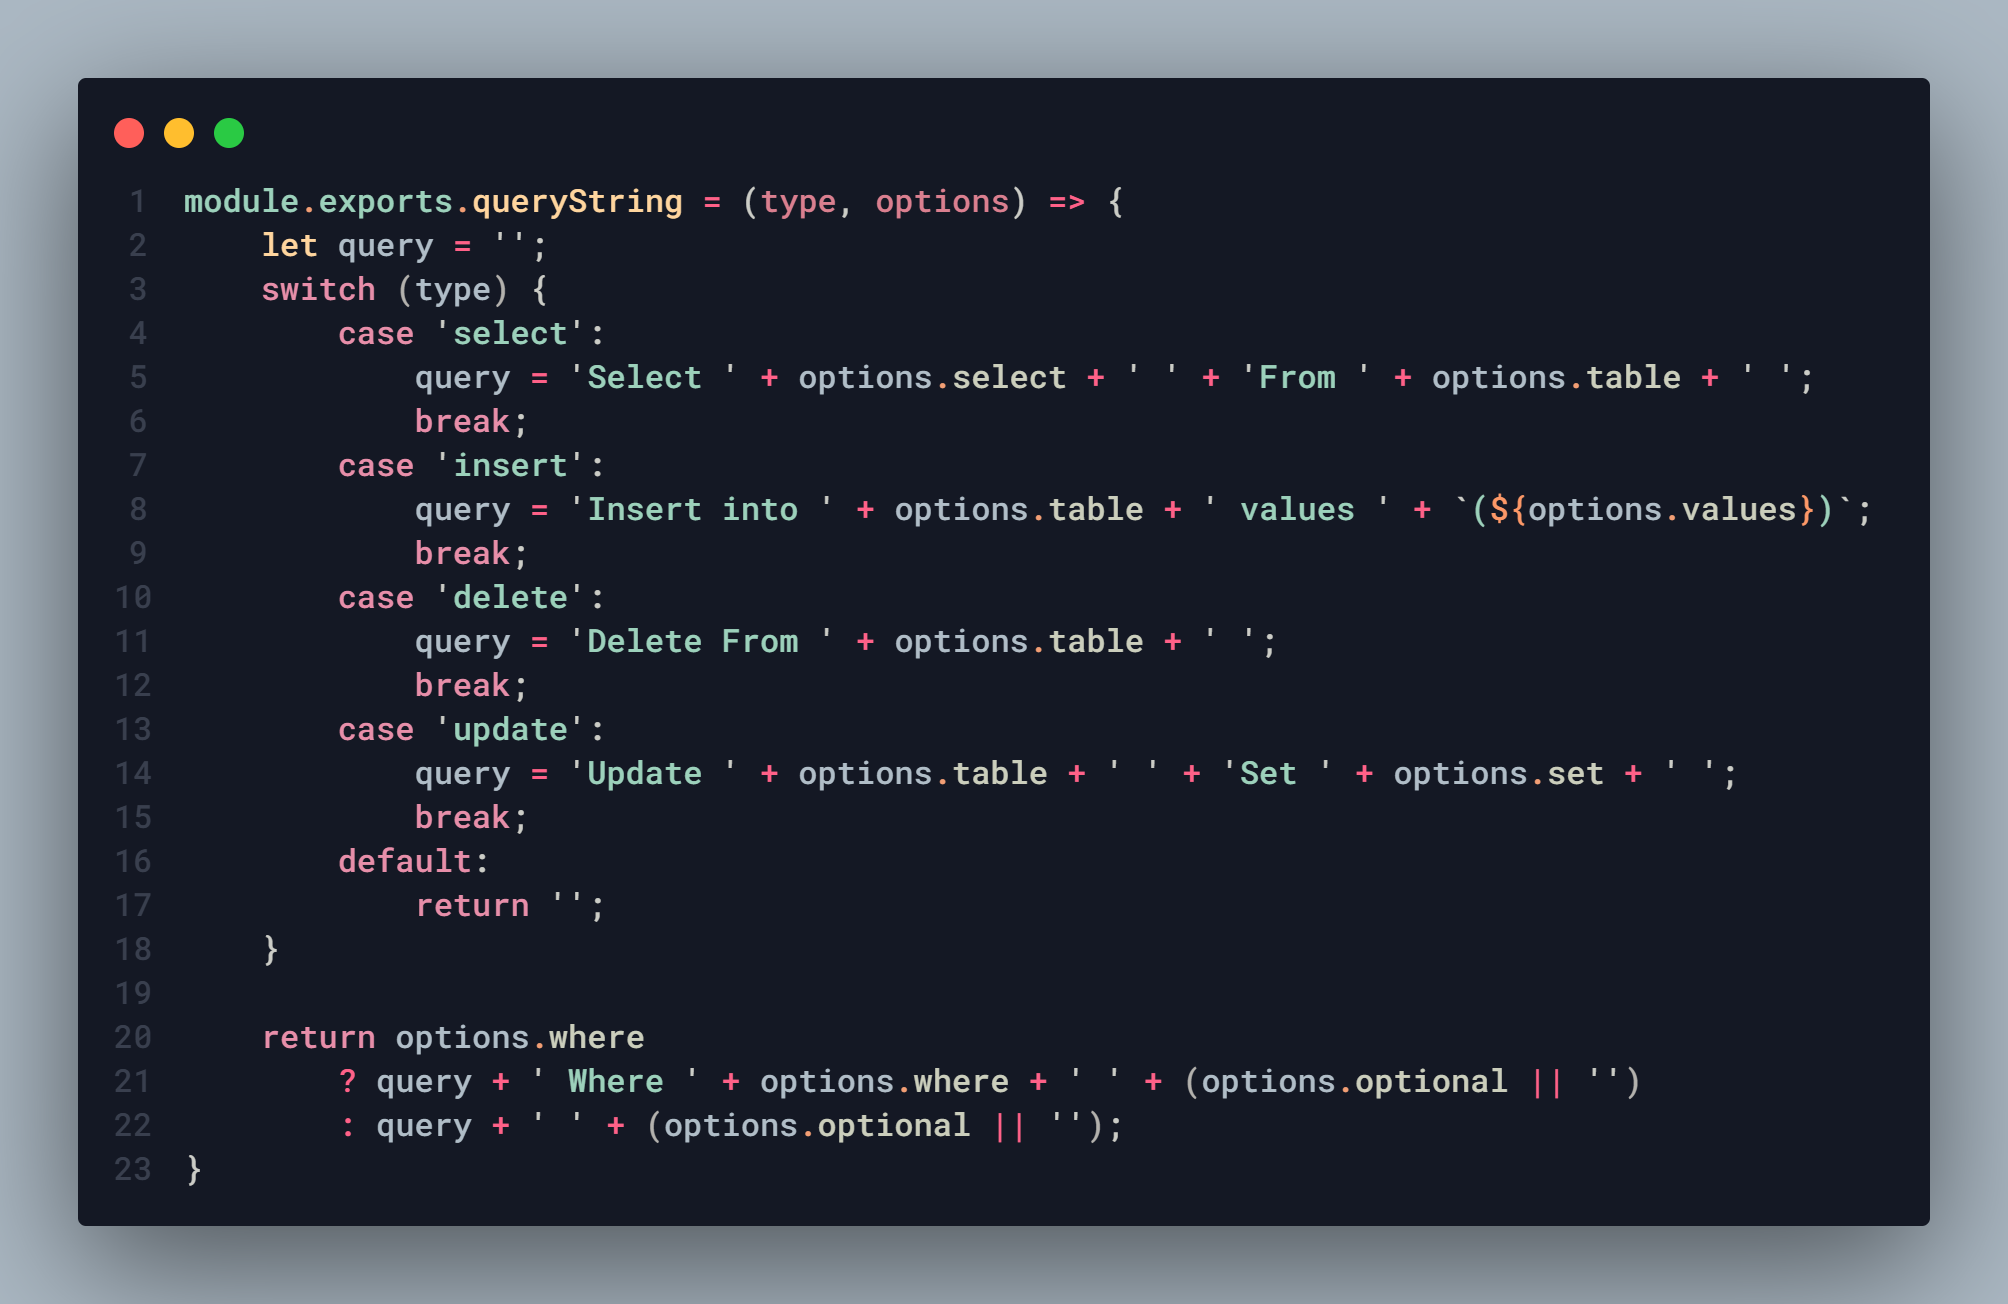 1 module.exports.queryString = (type, options) => {
2     let query = '';
3     switch (type) {
4         case 'select':
5             query = 'Select ' + options.select + ' ' + 'From ' + options.table + ' ';
6             break;
7         case 'insert':
8             query = 'Insert into ' + options.table + ' values ' + `(${options.values})`;
9             break;
10         case 'delete':
11             query = 'Delete From ' + options.table + ' ';
12             break;
13         case 'update':
14             query = 'Update ' + options.table + ' ' + 'Set ' + options.set + ' ';
15             break;
16         default:
17             return '';
18     }
19
20     return options.where
21         ? query + ' Where ' + options.where + ' ' + (options.optional || '')
22         : query + ' ' + (options.optional || '');
23 }